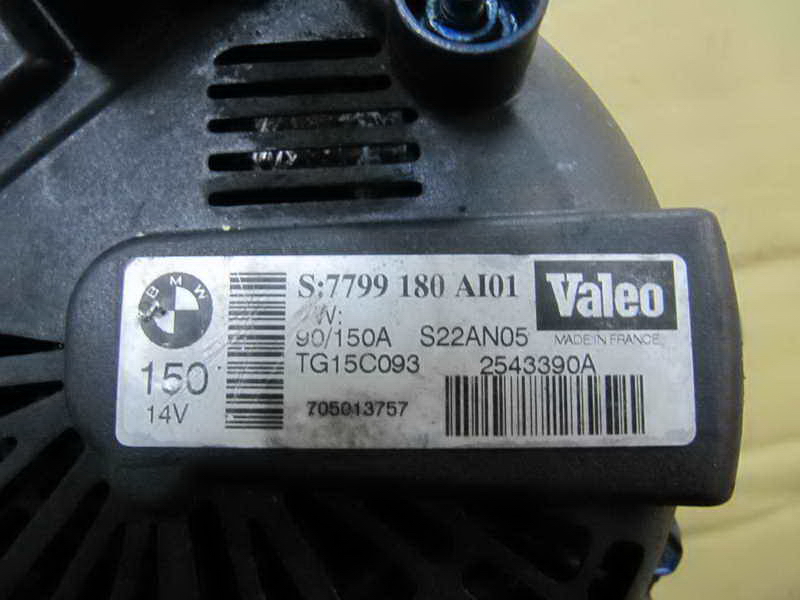 BMW
150
14V
S:7799 180 AI01
W:
90/150A S22AN05
TG15C093 2543390A
705013757
Valeo
MADE IN FRANCE